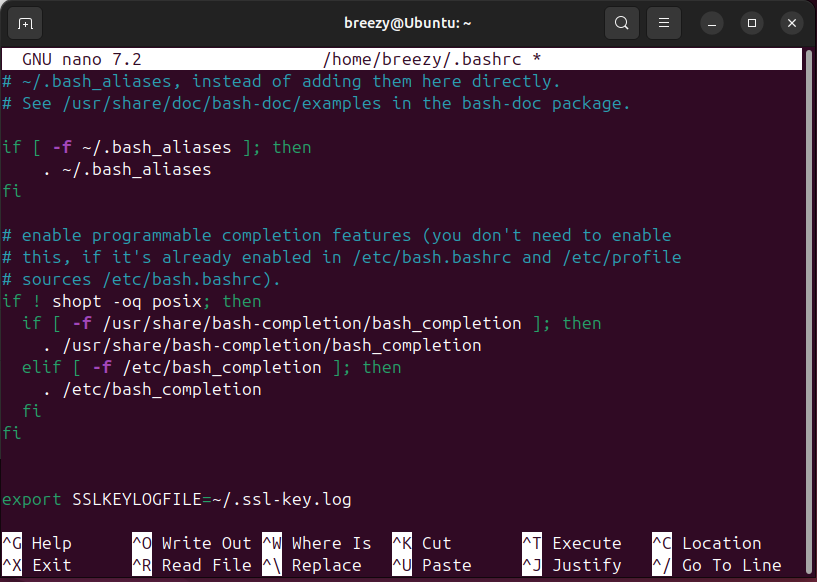 breezy@Ubuntu: ~
GNU nano 7.2 /home/breezy/.bashrc *
# ~/.bash_aliases, instead of adding them here directly.
# See /usr/share/doc/bash-doc/examples in the bash-doc package.
if [ -f ~/.bash_aliases ]; then
    . ~/.bash_aliases
fi
# enable programmable completion features (you don't need to enable
# this, if it's already enabled in /etc/bash.bashrc and /etc/profile
# sources /etc/bash.bashrc).
if ! shopt -oq posix; then
  if [ -f /usr/share/bash-completion/bash_completion ]; then
    . /usr/share/bash-completion/bash_completion
  elif [ -f /etc/bash_completion ]; then
    . /etc/bash_completion
  fi
fi
export SSLKEYLOGFILE=~/.ssl-key.log
^G Help ^O Write Out ^W Where Is ^K Cut ^T Execute ^C Location
^X Exit ^R Read File ^\ Replace ^U Paste ^J Justify ^/ Go To Line